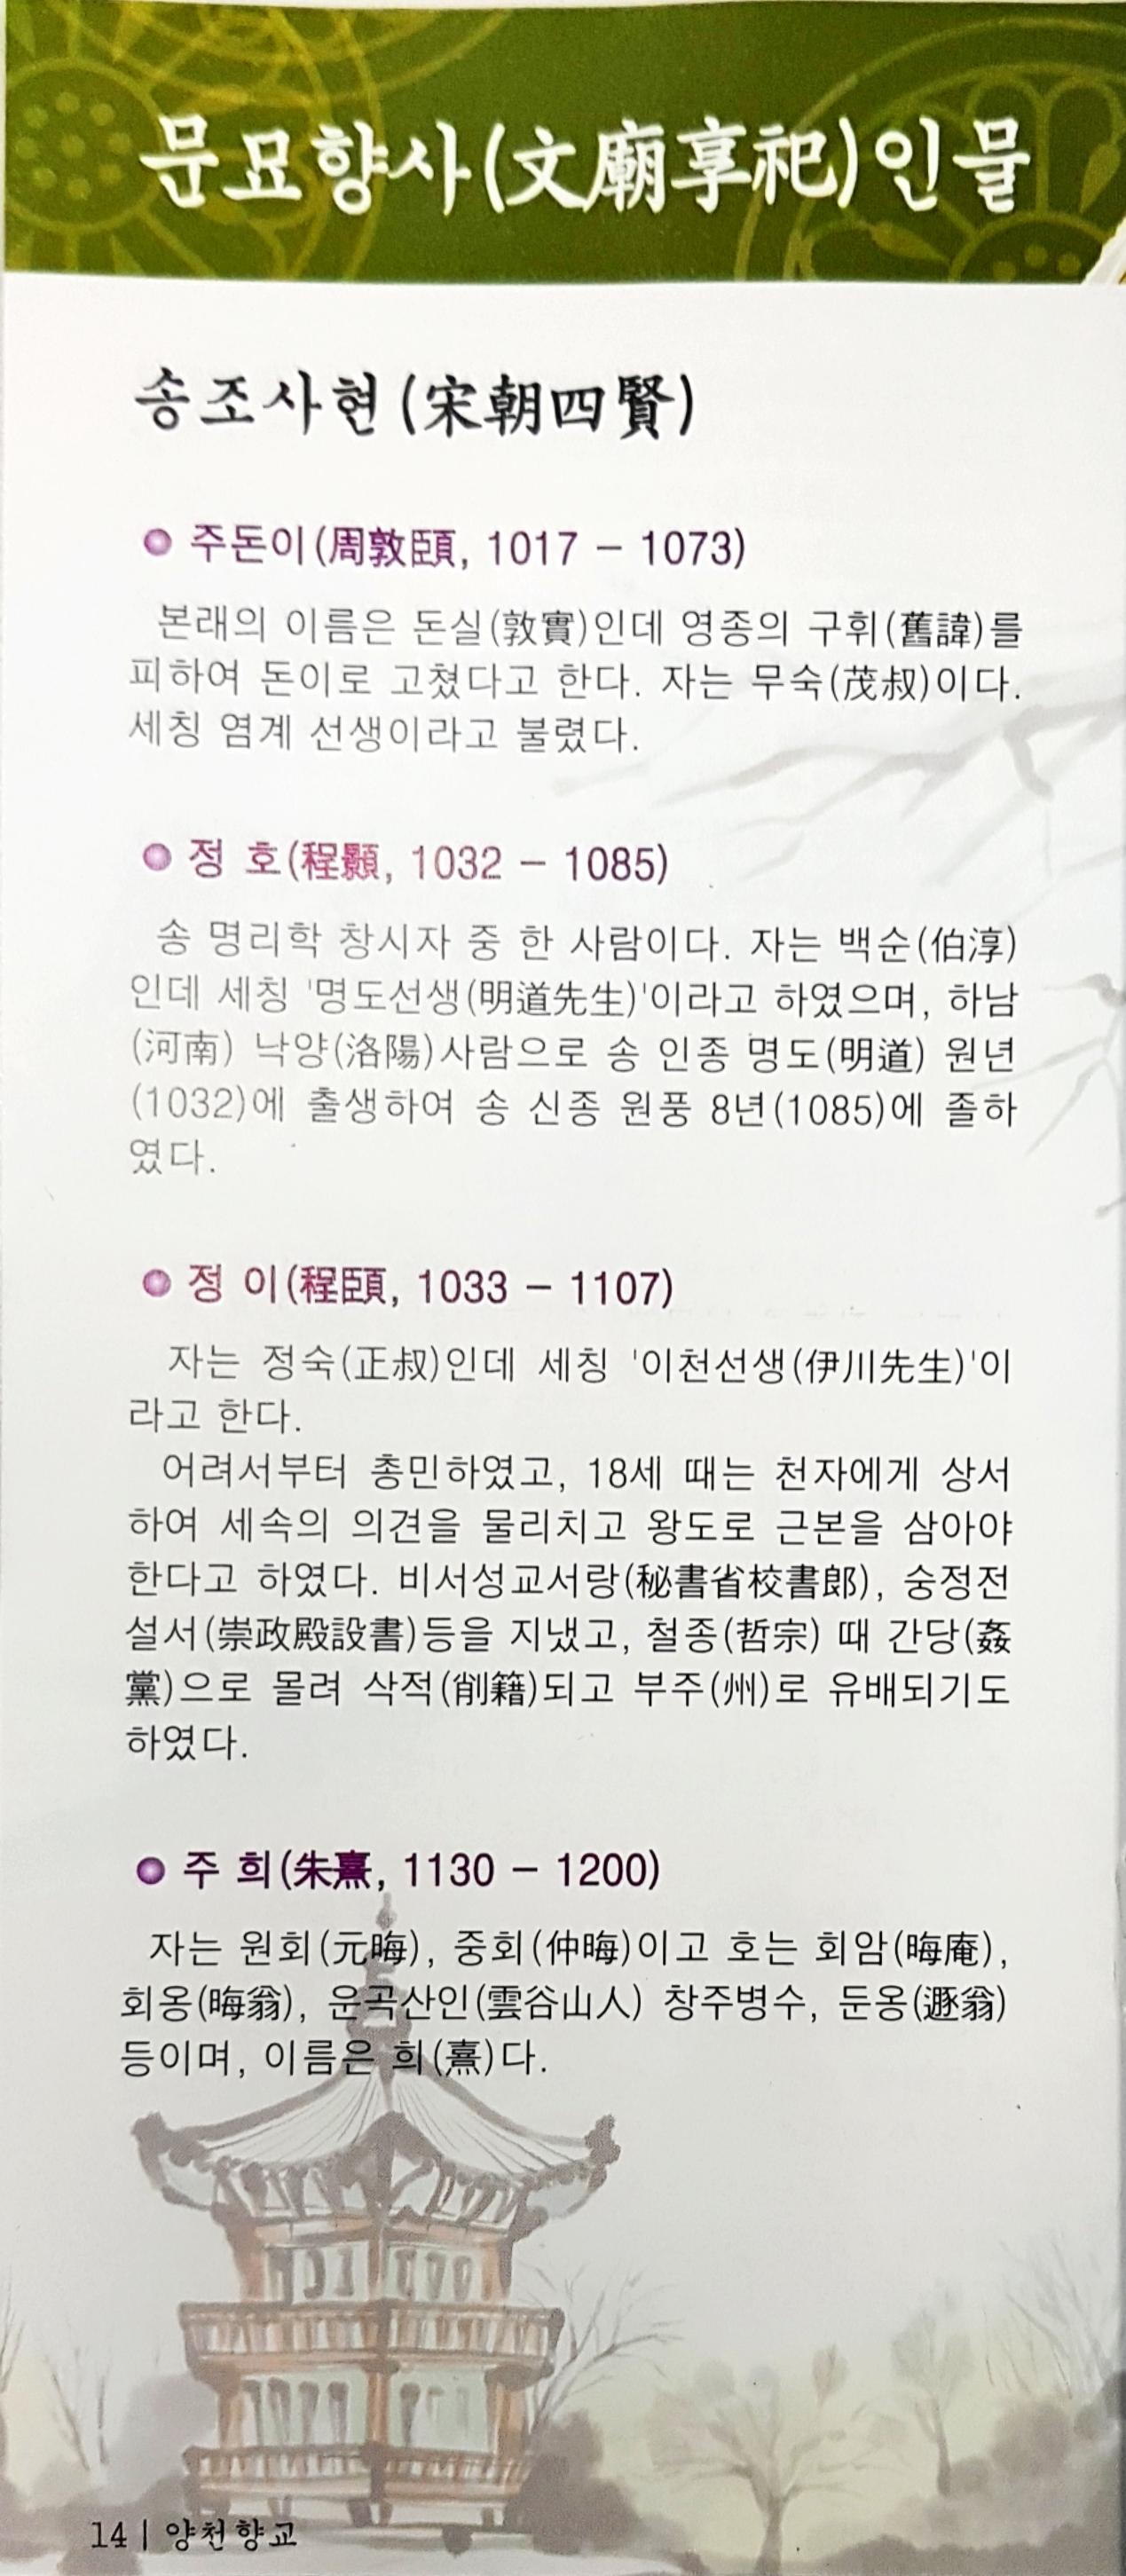 문묘향사(文廟享祀)인물
송조사현(宋朝四賢)
주돈이(周敦頤, 1017 - 1073)
본래의 이름은 돈실(敦實)인데 영종의 구휘(舊諱)를
피하여 돈이로 고쳤다고 한다. 자는 무숙(茂叔)이다.
세칭 염계 선생이라고 불렸다.
정 호(程顥, 1032 - 1085)
송 명리학 창시자 중 한 사람이다. 자는 백순(伯淳)
인데 세칭 '명도선생(明道先生)'이라고 하였으며, 하남
(河南) 낙양(洛陽)사람으로 송 인종 명도(明道) 원년
(1032)에 출생하여 송 신종 원풍 8년(1085)에 졸하
였다.
정 이(程頤, 1033 - 1107)
자는 정숙(正叔)인데 세칭 '이천선생(伊川先生)'이
라고 한다.
어려서부터 총민하였고, 18세 때는 천자에게 상서
하여 세속의 의견을 물리치고 왕도로 근본을 삼아야
한다고 하였다. 비서성교서랑(秘書省校書郎), 숭정전
설서(崇政殿設書)등을 지냈고, 철종(哲宗) 때 간당(姦
黨)으로 몰려 삭적(削籍)되고 부주(州)로 유배되기도
하였다.
주 희(朱熹, 1130 - 1200)
자는 원회(元晦), 중회(仲晦)이고 호는 회암(晦庵),
회옹(晦翁), 운곡산인(雲谷山人) 창주병수, 둔옹(遯翁)
등이며, 이름은 희(熹)다.
14 | 양천향교